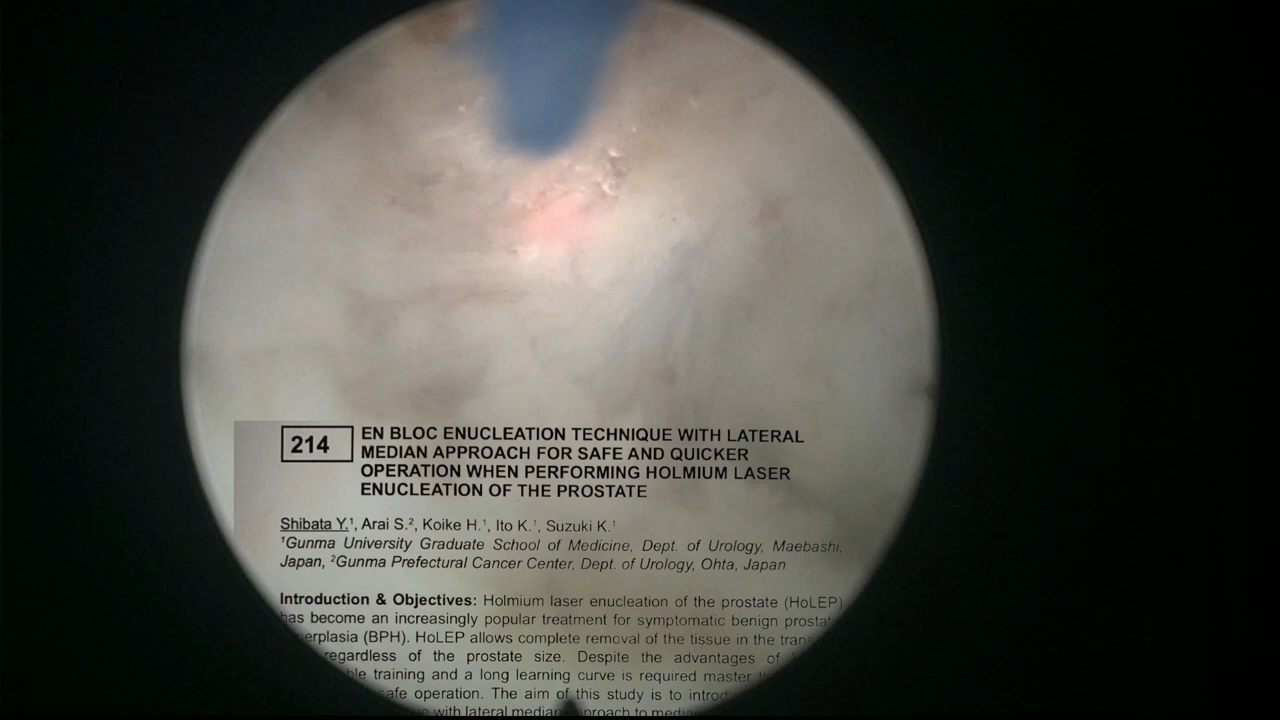 214
EN BLOC ENUCLEATION TECHNIQUE WITH LATERAL
MEDIAN APPROACH FOR SAFE AND QUICKER
OPERATION WHEN PERFORMING HOLMIUM LASER
ENUCLEATION OF THE PROSTATE
Shibata Y.¹, Arai S.², Koike H.¹, Ito K.¹, Suzuki K.¹
¹Gunma University Graduate School of Medicine, Dept. of Urology, Maebashi,
Japan, ²Gunma Prefectural Cancer Center, Dept. of Urology, Ohta, Japan
Introduction & Objectives: Holmium laser enucleation of the prostate (HoLEP)
has become an increasingly popular treatment for symptomatic benign
(BPH). HoLEP allows complete removal of the tissue in the
regardless of the prostate size. Despite the advantages of
training and a long learning curve is required master
safe operation. The aim of this study is to
with lateral median